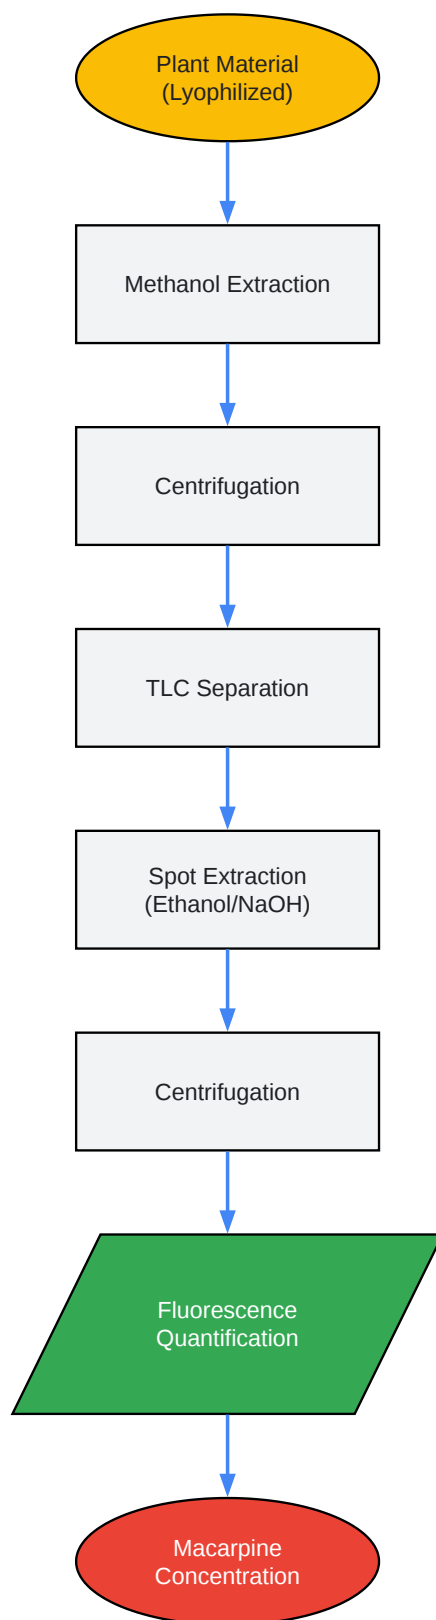 Plant Material
(Lyophilized)
Methanol Extraction
Centrifugation
TLC Separation
Spot Extraction
(Ethanol/NaOH)
Centrifugation
Fluorescence
Quantification
Macarpine
Concentration